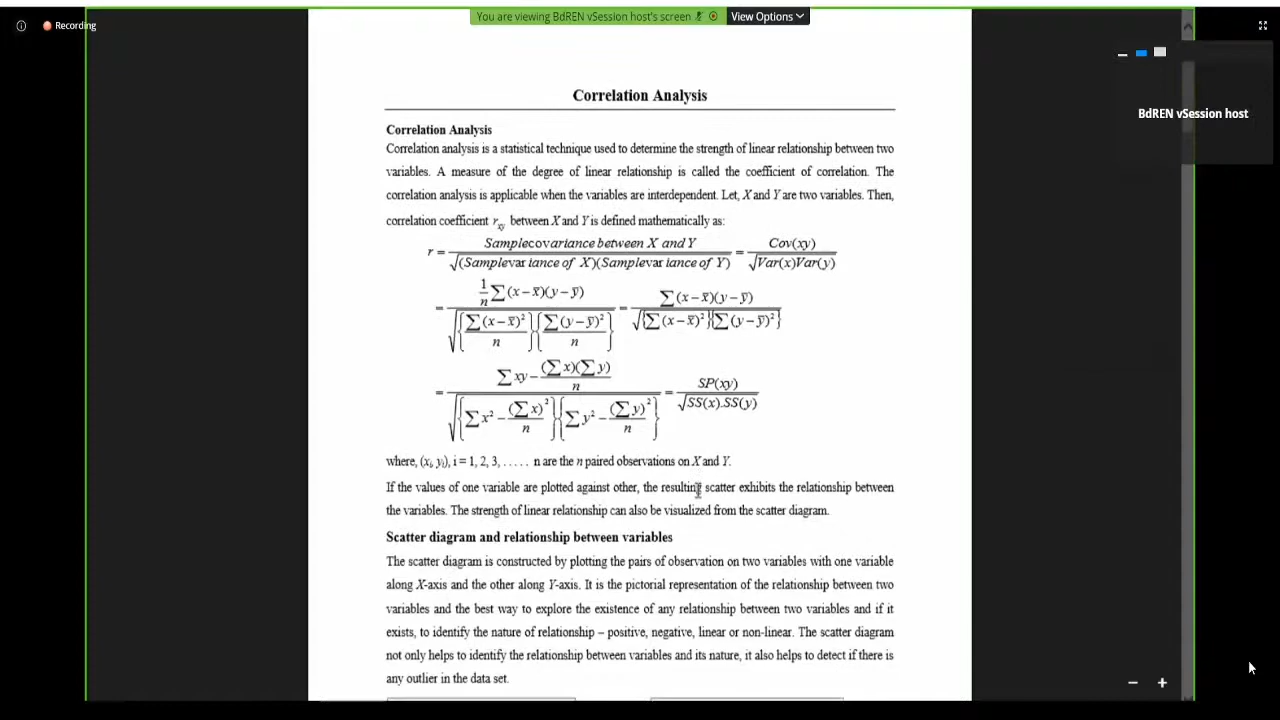 You are viewing BdREN vSession host's screen
View Options
Recording
BdREN vSession host
Correlation Analysis
Correlation Analysis
Correlation analysis is a statistical technique used to determine the strength of linear relationship between two
variables. A measure of the degree of linear relationship is called the coefficient of correlation. The
correlation analysis is applicable when the variables are interdependent. Let, X and Y are two variables. Then,
correlation coefficient r_xy between X and Y is defined mathematically as:
r = Samplecovariance between X and Y / √(Samplevar iance of X)(Samplevar iance of Y) = Cov(xy) / √Var(x)Var(y)
= 1/n ∑(x−x̄)(y−ȳ) / √{∑(x−x̄)²/n}{∑(y−ȳ)²/n} = ∑(x−x̄)(y−ȳ) / √{∑(x−x̄)²}{∑(y−ȳ)²}
= ∑xy − (∑x)(∑y)/n / √{∑x² − (∑x)²/n}{∑y² − (∑y)²/n} = SP(xy) / √SS(x).SS(y)
where, (xᵢ, yᵢ), i = 1, 2, 3, . . . . . n are the n paired observations on X and Y.
If the values of one variable are plotted against other, the resulting scatter exhibits the relationship between
the variables. The strength of linear relationship can also be visualized from the scatter diagram.
Scatter diagram and relationship between variables
The scatter diagram is constructed by plotting the pairs of observation on two variables with one variable
along X-axis and the other along Y-axis. It is the pictorial representation of the relationship between two
variables and the best way to explore the existence of any relationship between two variables and if it
exists, to identify the nature of relationship – positive, negative, linear or non-linear. The scatter diagram
not only helps to identify the relationship between variables and its nature, it also helps to detect if there is
any outlier in the data set.